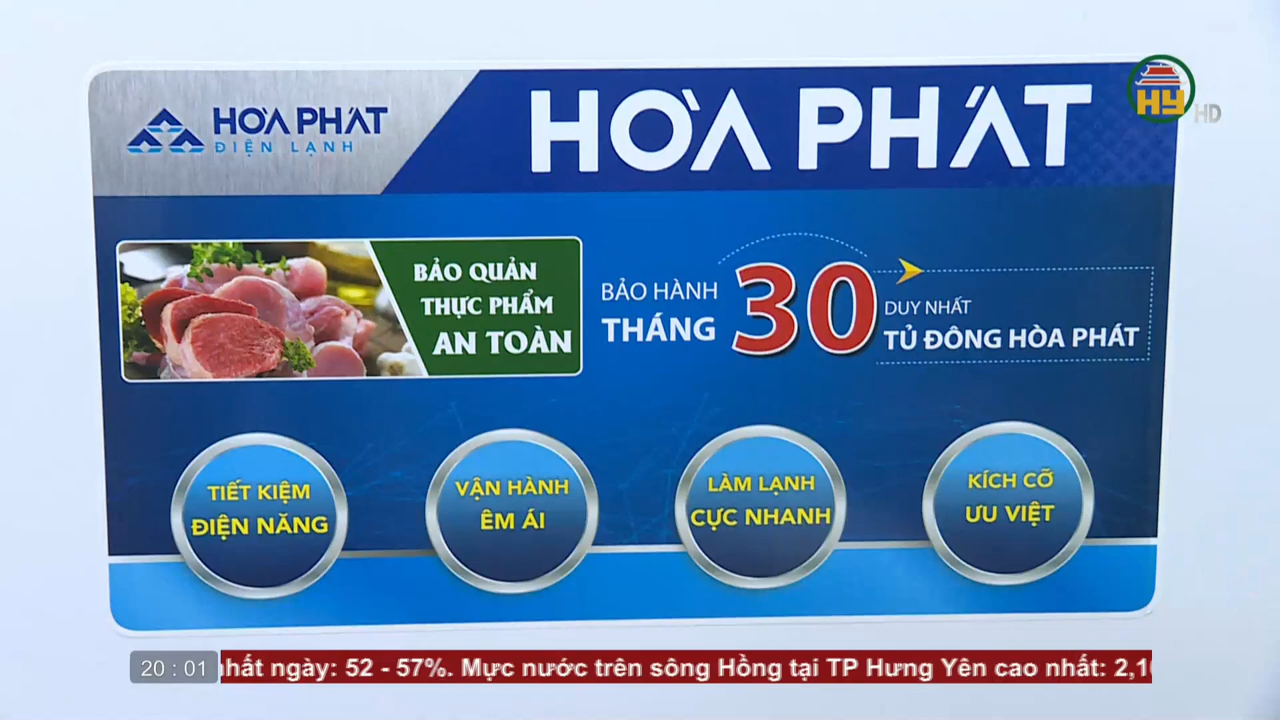 HÒA PHÁT
ĐIỆN LẠNH
HÒA PHÁT
HY HD
BẢO QUẢN
THỰC PHẨM
AN TOÀN
BẢO HÀNH
THÁNG
30
DUY NHẤT
TỦ ĐÔNG HÒA PHÁT
TIẾT KIỆM
ĐIỆN NĂNG
VẬN HÀNH
ÊM ÁI
LÀM LẠNH
CỰC NHANH
KÍCH CỠ
ƯU VIỆT
20 : 01
nhất ngày: 52 - 57%. Mực nước trên sông Hồng tại TP Hưng Yên cao nhất: 2,1